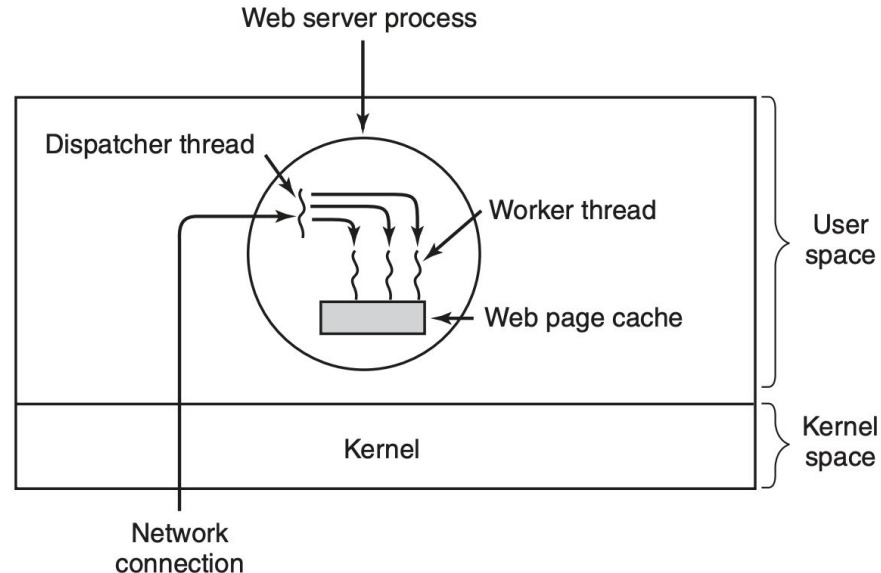 Web server process
Dispatcher thread
Worker thread
User
space
Web page cache
Kernel
Kernel
space
Network
connection